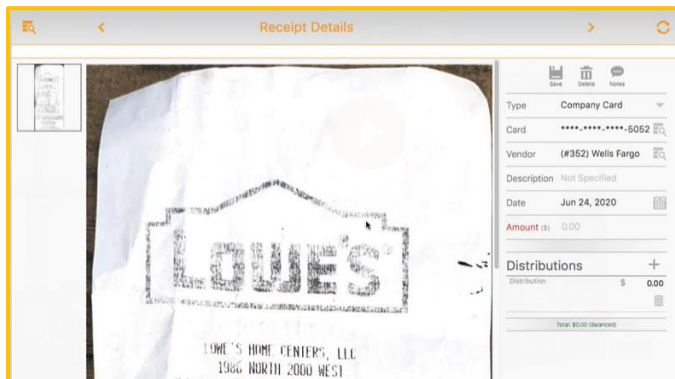 Receipt Details
Save Delete Notes
Type Company Card
Card ****-****-****-5052
Vendor (#352) Wells Fargo
Description Not Specified
Date Jun 24, 2020
Amount ($) 0.00
Distributions +
Distribution $ 0.00
Total: $0.00 (Balanced)
LOWE'S
LOWE'S HOME CENTERS, LLC
1986 NORTH 2000 WEST